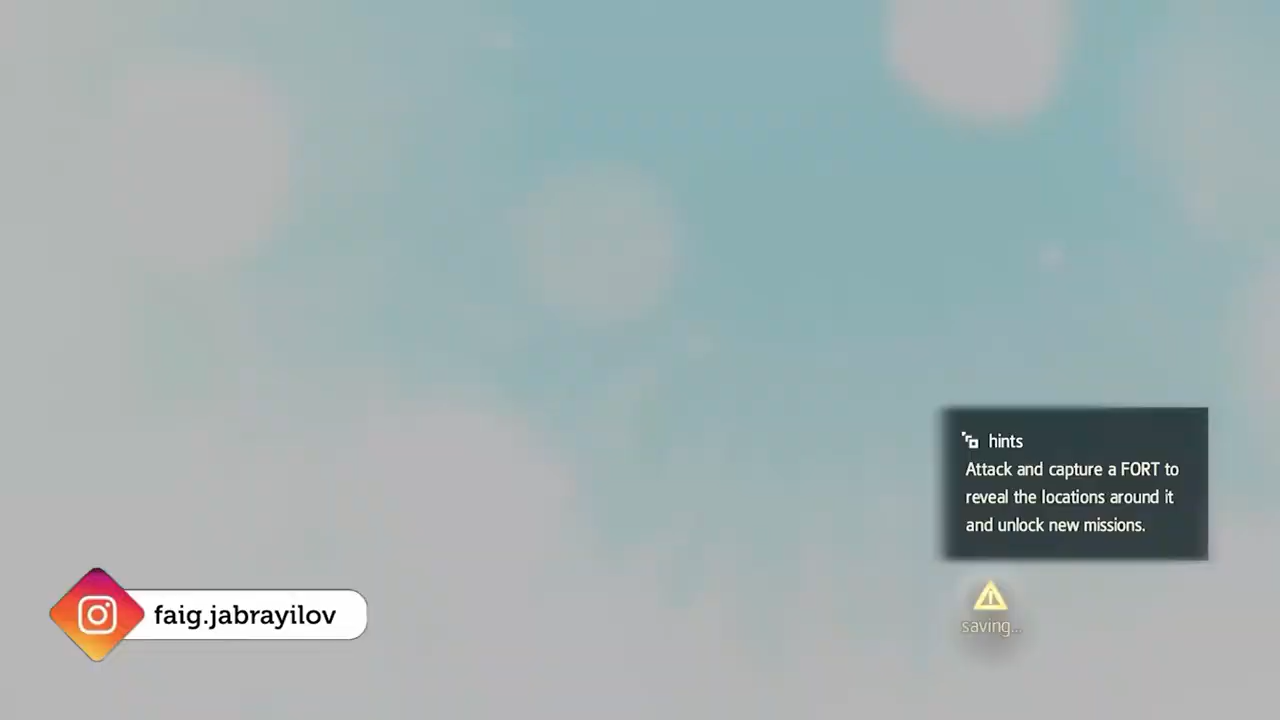 hints
Attack and capture a FORT to
reveal the locations around it
and unlock new missions.
faig.jabrayilov
saving...